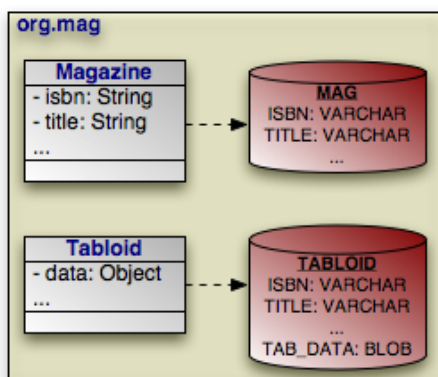 org.mag
Magazine
- isbn: String
- title: String
...
MAG
ISBN: VARCHAR
TITLE: VARCHAR
...
Tabloid
- data: Object
...
TABLOID
ISBN: VARCHAR
TITLE: VARCHAR
...
TAB_DATA: BLOB